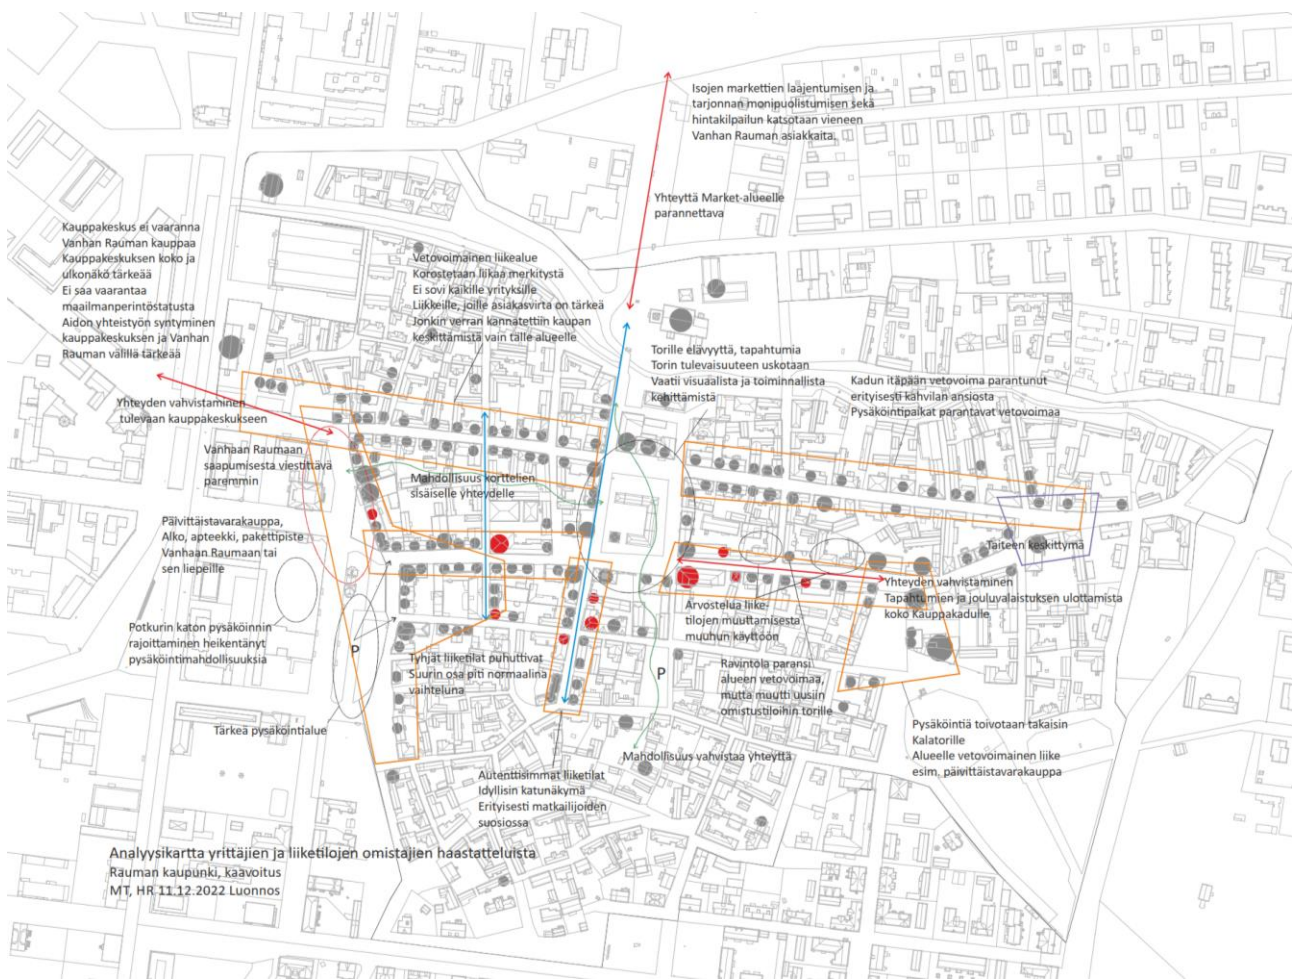 Isojen markettien laajentumisen ja
tarjonnan monipuolistumisen sekä
hintakilpailun katsotaan vieneen
Vanhan Rauman asiakkaita.
Yhteyttä Market-alueelle
parannettava
Kauppakeskus ei vaaranna
Vanhan Rauman kauppaa
Kauppakeskuksen koko ja
ulkonäkö tärkeää
Ei saa vaarantaa
maailmanperintöstatusta
Aidon yhteistyön syntyminen
kauppakeskuksen ja Vanhan
Rauman välillä tärkeää
Vetovoimainen liikealue
Korostetaan liikaa merkitystä
Ei sovi kaikille yrityksille
Liikkeille, joille asiakasvirta on tärkeä
Jonkin verran kannatettiin kaupan
keskittämistä vain tälle alueelle
Torille elävyyttä, tapahtumia
Torin tulevaisuuteen uskotaan
Vaatii visuaalista ja toiminnallista
kehittämistä
Kadun itäpään vetovoima parantunut
erityisesti kahvilan ansiosta
Pysäköintipaikat parantavat vetovoimaa
Yhteyden vahvistaminen
tulevaan kauppakeskukseen
Vanhaan Raumaan
saapumisesta viestittävä
paremmin
Mahdollisuus korttelien
sisäiselle yhteydelle
Päivittäistavarakauppa,
Alko, apteekki, pakettipiste
Vanhaan Raumaan tai
sen liepeille
Taiteen keskittymä
Yhteyden vahvistaminen
Tapahtumien ja jouluvalaistuksen ulottamista
koko Kauppakadulle
Arvostelua liike-
tilojen muuttamisesta
muuhun käyttöön
Potkurin katon pysäköinnin
rajoittaminen heikentänyt
pysäköintimahdollisuuksia
P
Tyhjät liiketilat puhuttivat
Suurin osa piti normaalina
vaihteluna
P
Ravintola paransi
alueen vetovoimaa,
mutta muutti uusiin
omistustiloihin torille
Tärkeä pysäköintialue
Pysäköintiä toivotaan takaisin
Kalatorille
Alueelle vetovoimainen liike
esim. päivittäistavarakauppa
Mahdollisuus vahvistaa yhteyttä
Autenttisimmat liiketilat
Idyllisin katunäkymä
Erityisesti matkailijoiden
suosiossa
Analyysikartta yrittäjien ja liiketilojen omistajien haastatteluista
Rauman kaupunki, kaavoitus
MT, HR 11.12.2022 Luonnos